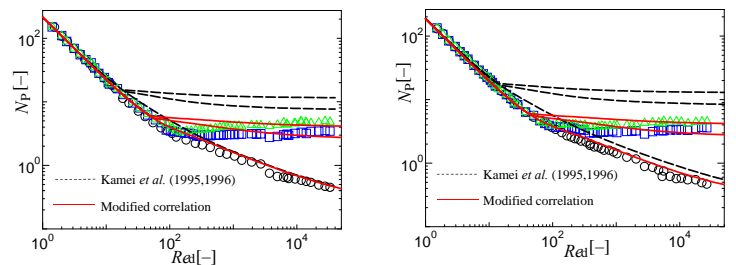 10²
10⁰
N_P [−]
Kamei et al. (1995,1996)
Modified correlation
10⁰ 10² 10⁴
Re_d[−]
10²
10⁰
N_P [−]
Kamei et al. (1995,1996)
Modified correlation
10⁰ 10² 10⁴
Re_d[−]